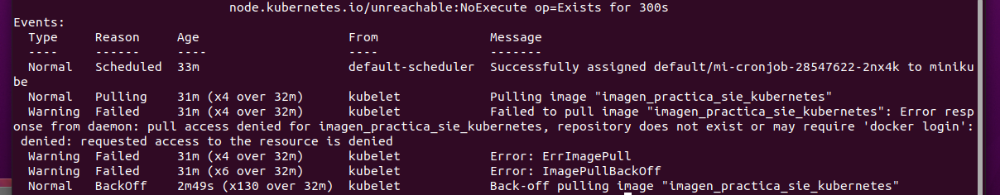 node.kubernetes.io/unreachable:NoExecute op=Exists for 300s
Events:
Type Reason Age From Message
---- ------ ---- ---- -------
Normal Scheduled 33m default-scheduler Successfully assigned default/mi-cronjob-28547622-2nx4k to miniku
be
Normal Pulling 31m (x4 over 32m) kubelet Pulling image "imagen_practica_sie_kubernetes"
Warning Failed 31m (x4 over 32m) kubelet Failed to pull image "imagen_practica_sie_kubernetes": Error resp
onse from daemon: pull access denied for imagen_practica_sie_kubernetes, repository does not exist or may require 'docker login':
denied: requested access to the resource is denied
Warning Failed 31m (x4 over 32m) kubelet Error: ErrImagePull
Warning Failed 31m (x6 over 32m) kubelet Error: ImagePullBackOff
Normal BackOff 2m49s (x130 over 32m) kubelet Back-off pulling image "imagen_practica_sie_kubernetes"